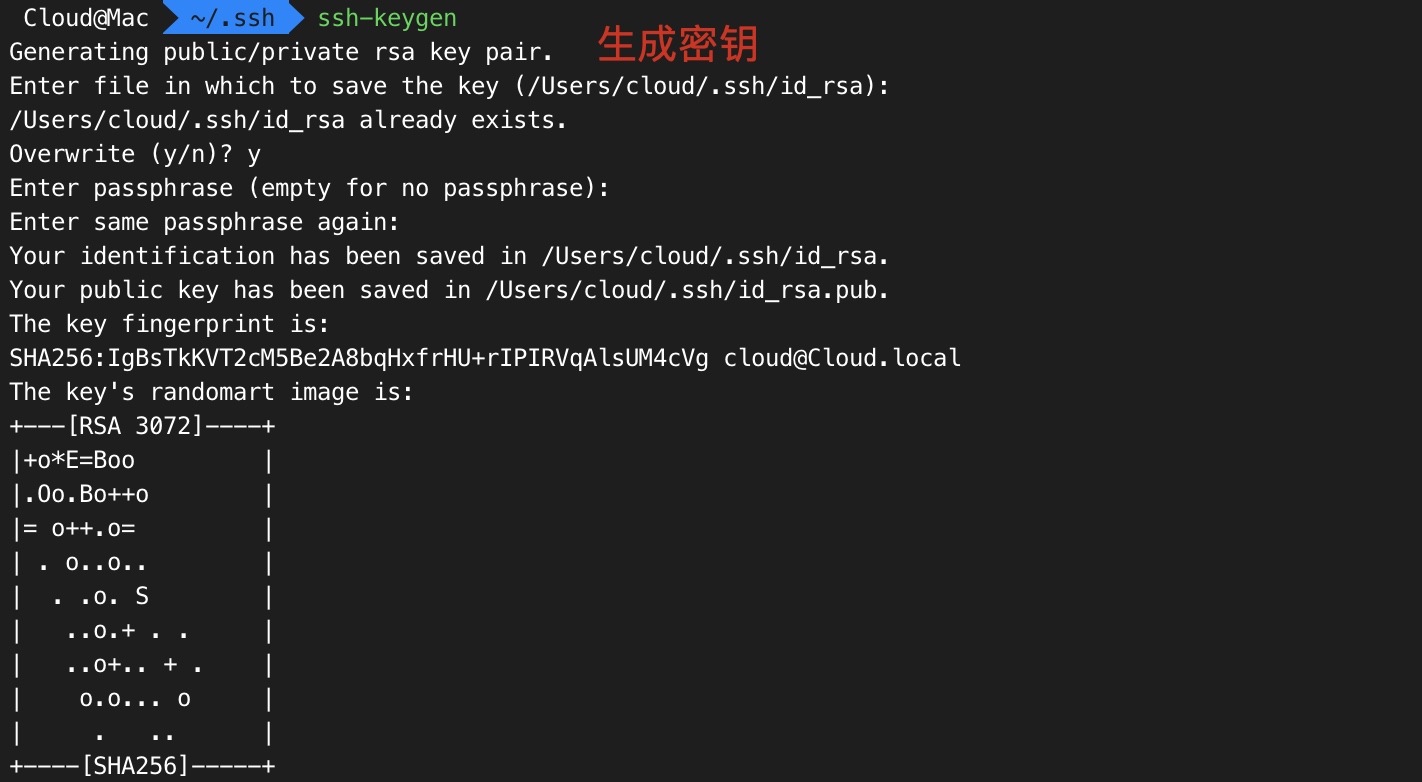 Cloud@Mac ~/.ssh ssh-keygen
生成密钥
Generating public/private rsa key pair.
Enter file in which to save the key (/Users/cloud/.ssh/id_rsa):
/Users/cloud/.ssh/id_rsa already exists.
Overwrite (y/n)? y
Enter passphrase (empty for no passphrase):
Enter same passphrase again:
Your identification has been saved in /Users/cloud/.ssh/id_rsa.
Your public key has been saved in /Users/cloud/.ssh/id_rsa.pub.
The key fingerprint is:
SHA256:IgBsTkKVT2cM5Be2A8bqHxfrHU+rIPIRVqAlsUM4cVg cloud@Cloud.local
The key's randomart image is:
+---[RSA 3072]----+
|+o*E=Boo         |
|.Oo.Bo++o        |
|= o++.o=         |
| . o..o..        |
|  . .o. S        |
|   ..o.+ . .     |
|   ..o+.. + .    |
|    o.o... o     |
|     .   ..      |
+----[SHA256]-----+